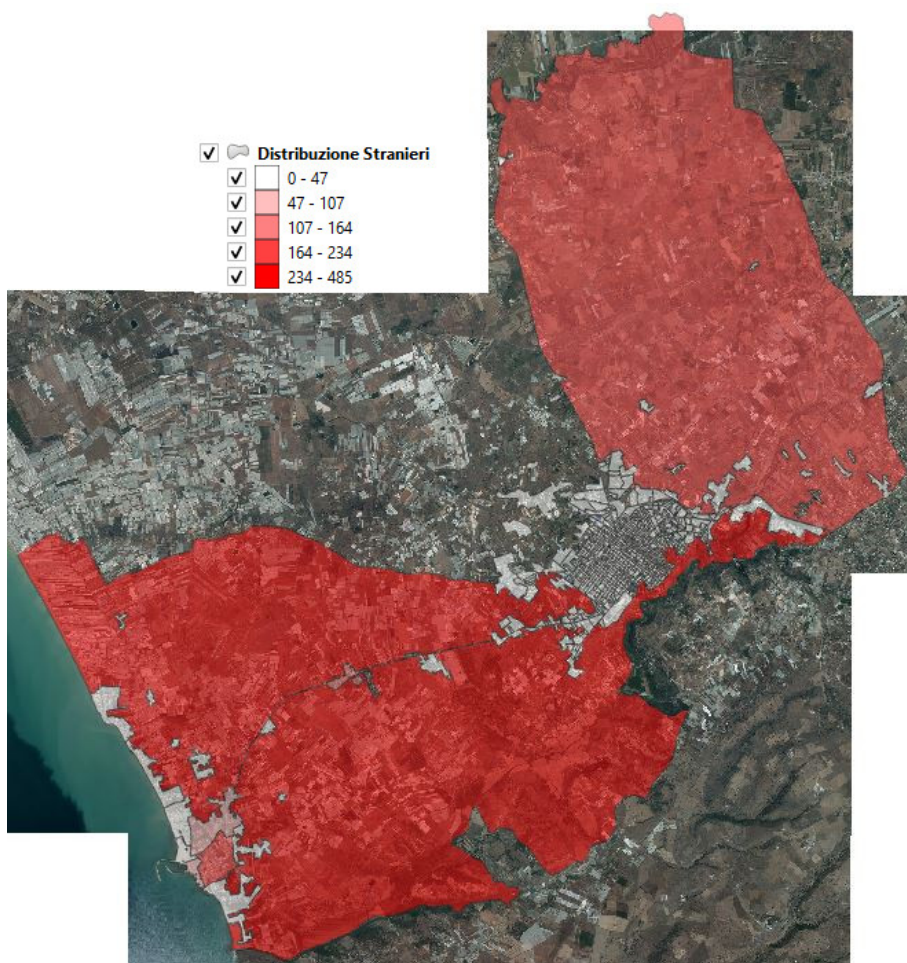 Distribuzione Stranieri
0 - 47
47 - 107
107 - 164
164 - 234
234 - 485